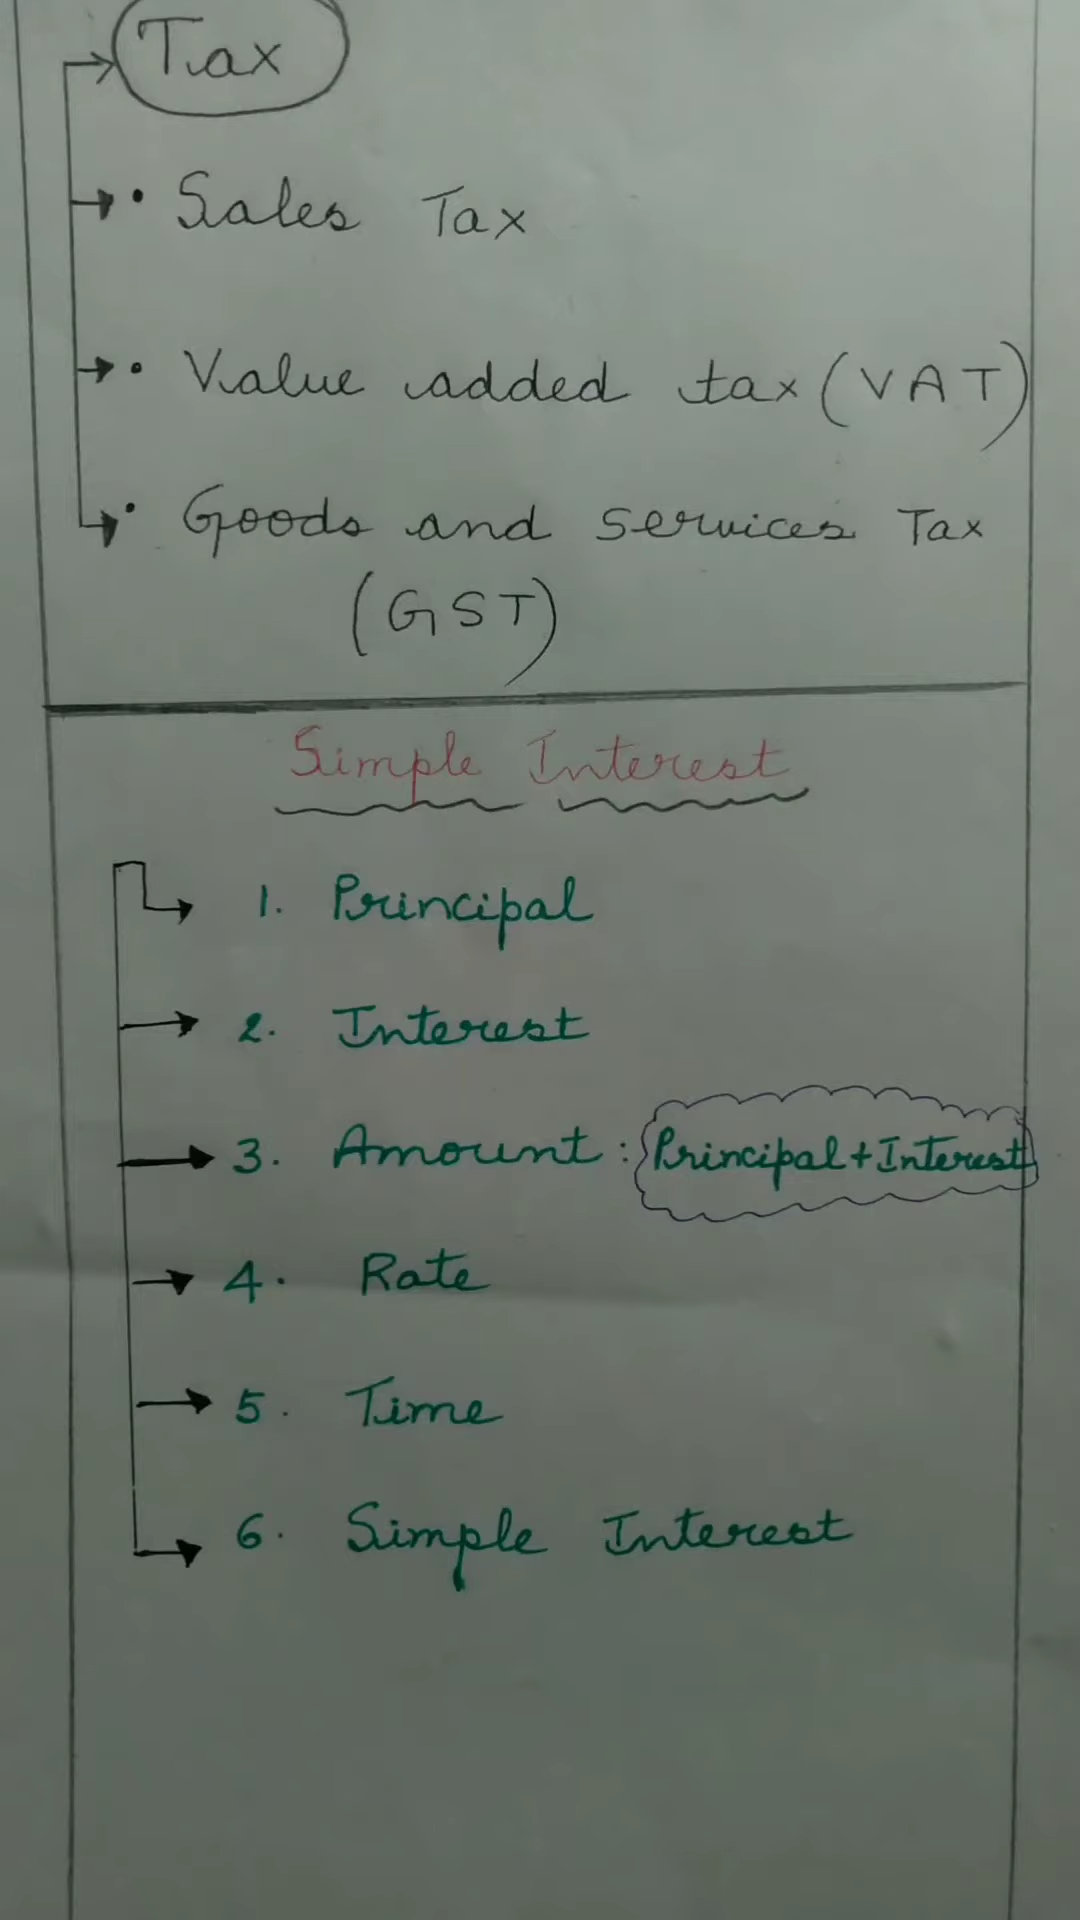 Tax
• Sales Tax
• Value added tax (VAT)
• Goods and services Tax
(GST)
Simple Interest
1. Principal
2. Interest
3. Amount : Principal + Interest
4. Rate
5. Time
6. Simple Interest